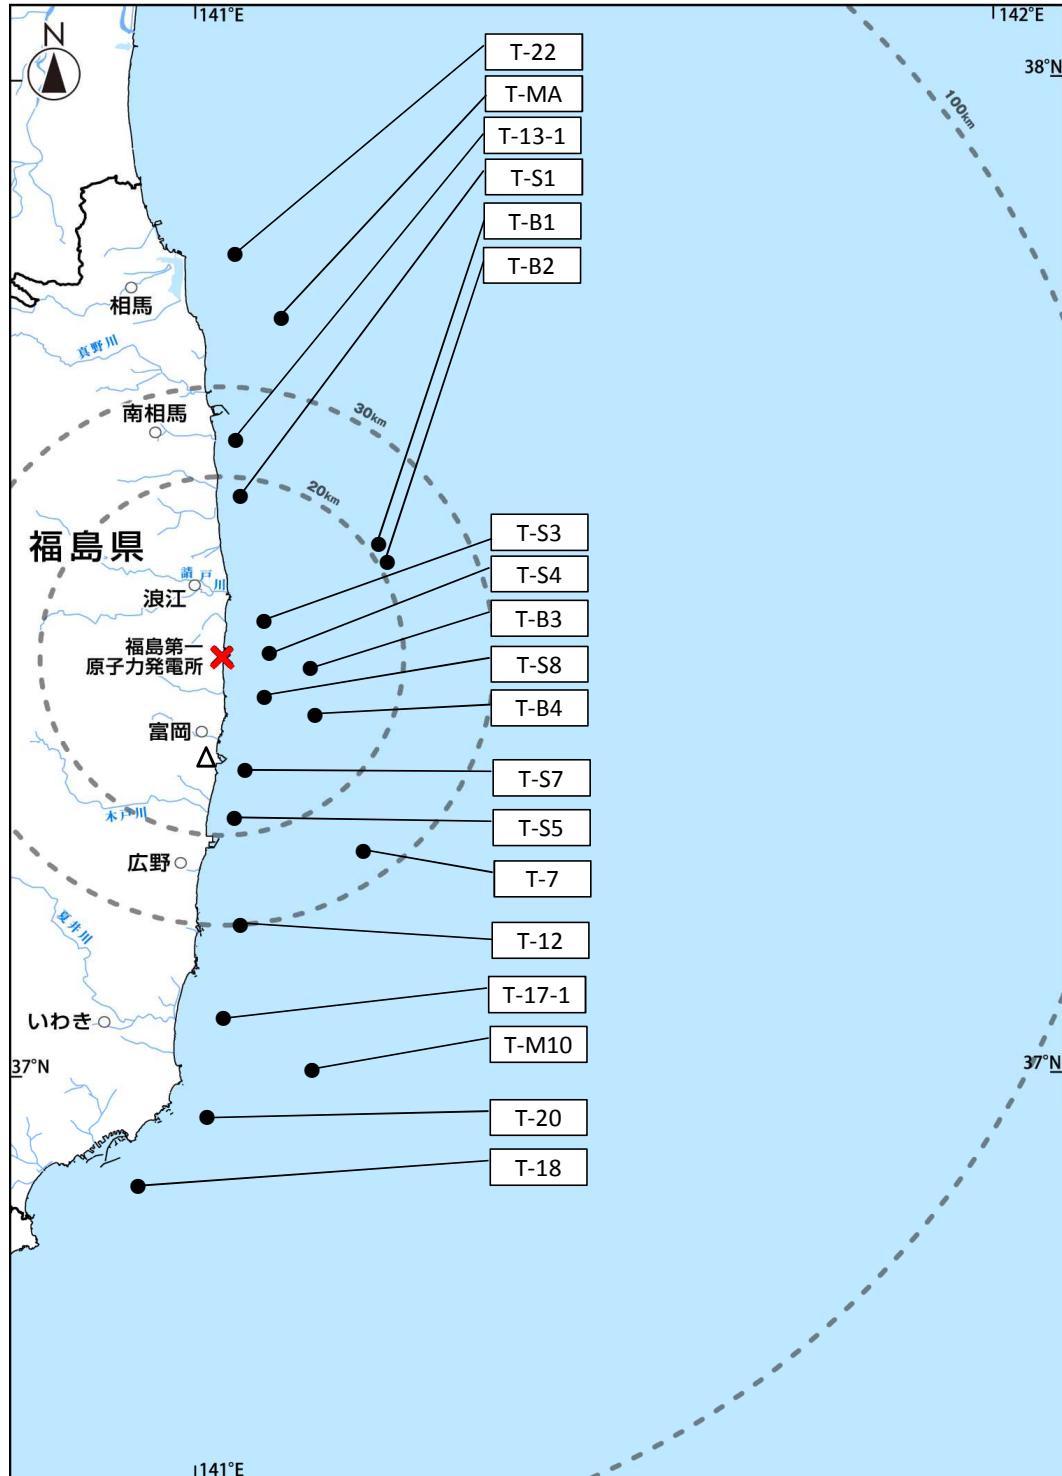 141°E
142°E
N
38°N
100km
T-22
T-MA
T-13-1
T-S1
T-B1
T-B2
相馬
真野川
30km
南相馬
20km
福島県
請戸川
浪江
T-S3
T-S4
T-B3
T-S8
T-B4
福島第一
原子力発電所
富岡
T-S7
木戸川
T-S5
広野
T-7
夏井川
T-12
T-17-1
いわき
T-M10
37°N
37°N
T-20
T-18
141°E